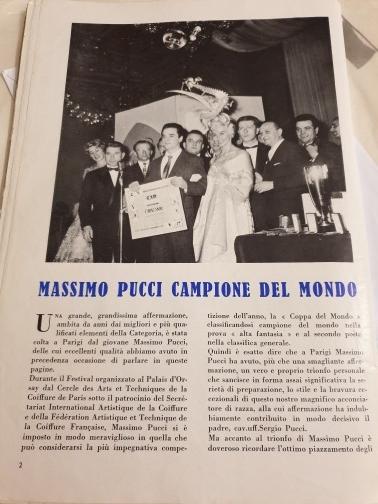 MASSIMO PUCCI CAMPIONE DEL MONDO
UNA grande, grandissima affermazione,
ambita da anni dai migliori e più qua-
lificati elementi della Categoria, è stata
colta a Parigi dal giovane Massimo Pucci,
delle cui eccellenti qualità abbiamo avuto in
precedenza occasione di parlare in queste
pagine.
Durante il Festival organizzato al Palais d'Or-
say dal Cercle des Arts et Techniques de la
Coiffure de Paris sotto il patrocinio del Secré-
tariat International Artistique de la Coiffure
e della Fédération Artistique et Technique de
la Coiffure Française, Massimo Pucci si è
imposto in modo meraviglioso in quella che
può considerarsi la più impegnativa compe-
tizione dell'anno, la « Coppa del Mondo »
classificandosi campione del mondo nella
prova « alta fantasia » e al secondo posto
nella classifica generale.
Quindi è esatto dire che a Parigi Massimo
Pucci ha avuto, più che una smagliante affer-
mazione, un vero e proprio trionfo personale
che sancisce in forma assai significativa la se-
rietà di preparazione, lo stile e la bravura ec-
cezionali di questo nostro magnifico acconcia-
tore di razza, alla cui affermazione ha indub-
biamente contribuito in modo decisivo il
padre, cav.uff.Sergio Pucci.
Ma accanto al trionfo di Massimo Pucci è
doveroso ricordare l'ottimo piazzamento degli
2